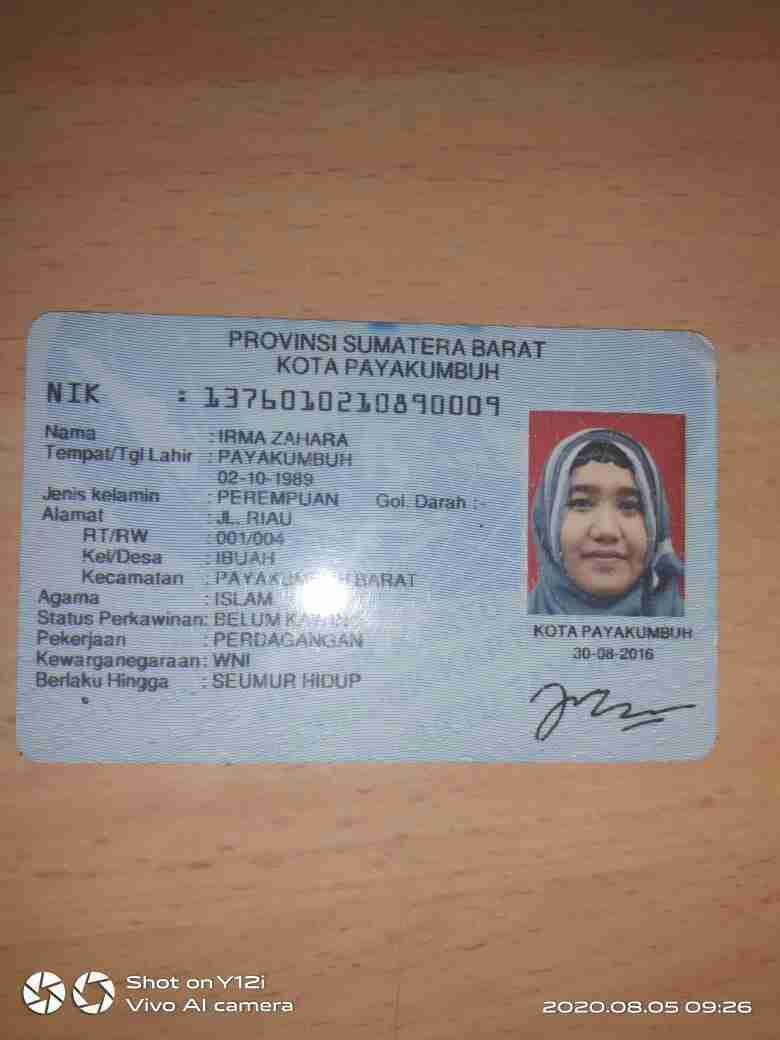 PROVINSI SUMATERA BARAT
KOTA PAYAKUMBUH
NIK : 1376010210890009
Nama : IRMA ZAHARA
Tempat/Tgl Lahir : PAYAKUMBUH
02-10-1989
Jenis kelamin : PEREMPUAN Gol. Darah :-
Alamat : JL. RIAU
RT/RW : 001/004
Kel/Desa : IBUAH
Kecamatan : PAYAKUMBUH BARAT
Agama : ISLAM
Status Perkawinan: BELUM KAWIN
Pekerjaan : PERDAGANGAN
Kewarganegaraan: WNI
Berlaku Hingga : SEUMUR HIDUP
KOTA PAYAKUMBUH
30-08-2016
Shot on Y12i
Vivo AI camera
2020.08.05 09:26